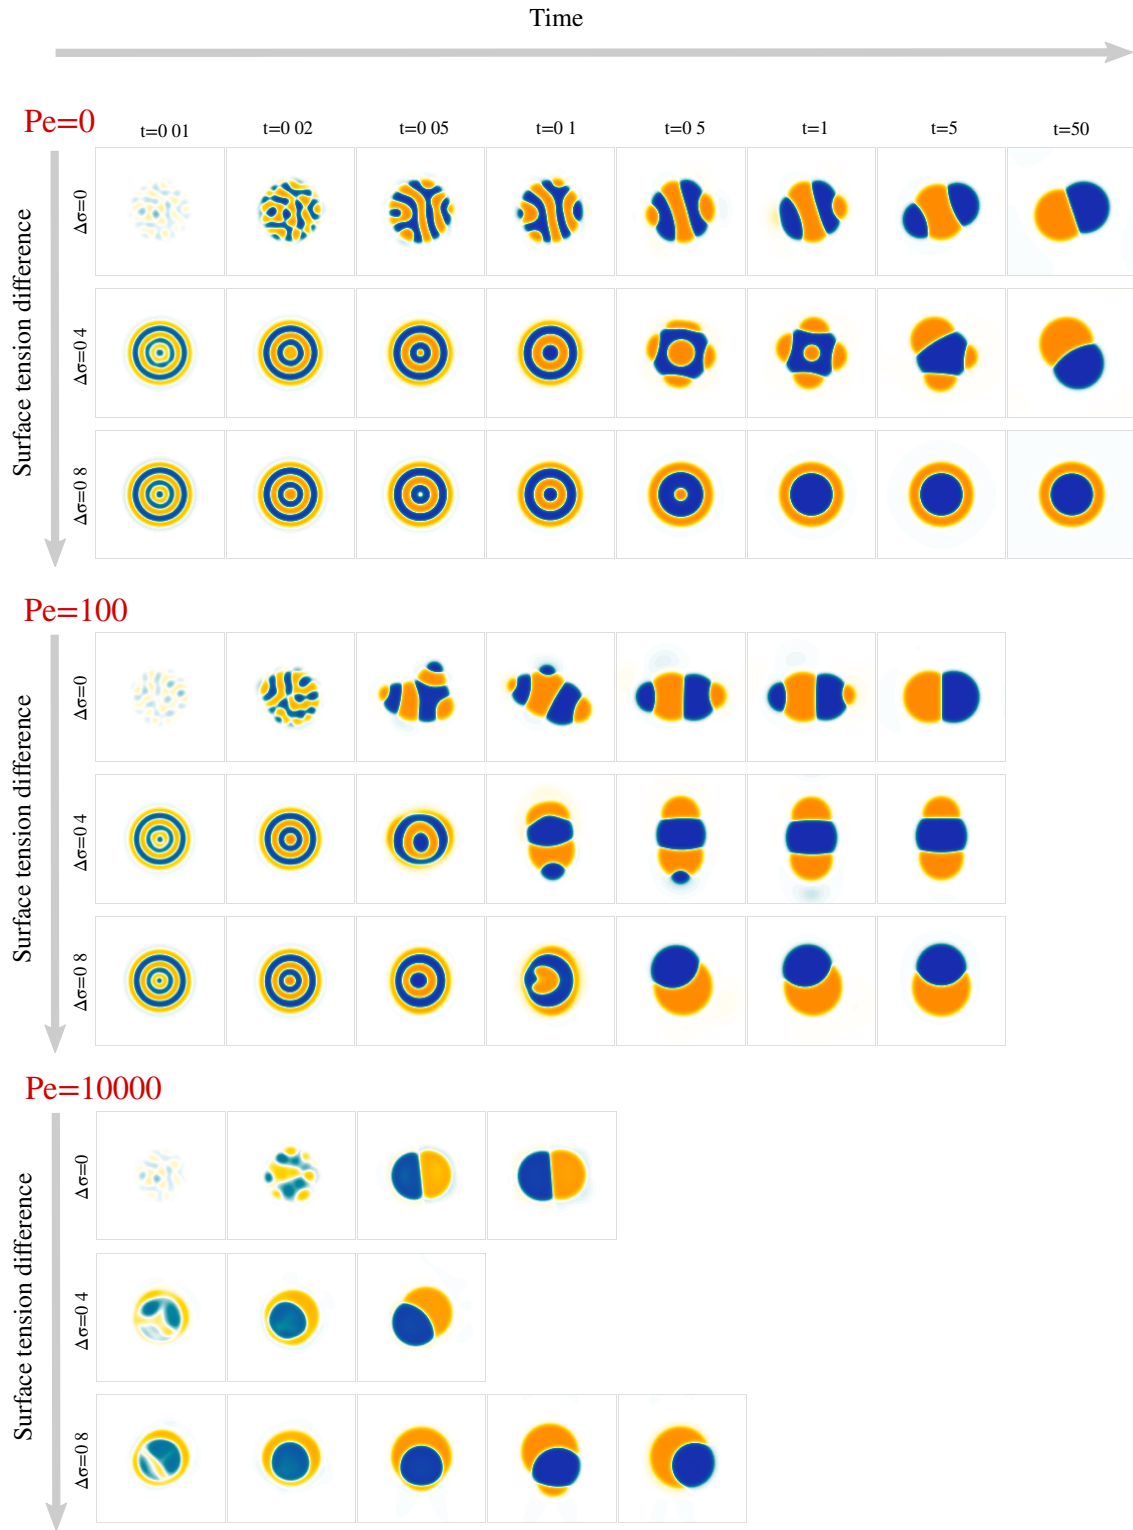 Time
Pe=0
t=0 01 t=0 02 t=0 05 t=0 1 t=0 5 t=1 t=5 t=50
Surface tension difference
Δσ=0
Δσ=0 4
Δσ=0 8
Pe=100
Surface tension difference
Δσ=0
Δσ=0 4
Δσ=0 8
Pe=10000
Surface tension difference
Δσ=0
Δσ=0 4
Δσ=0 8